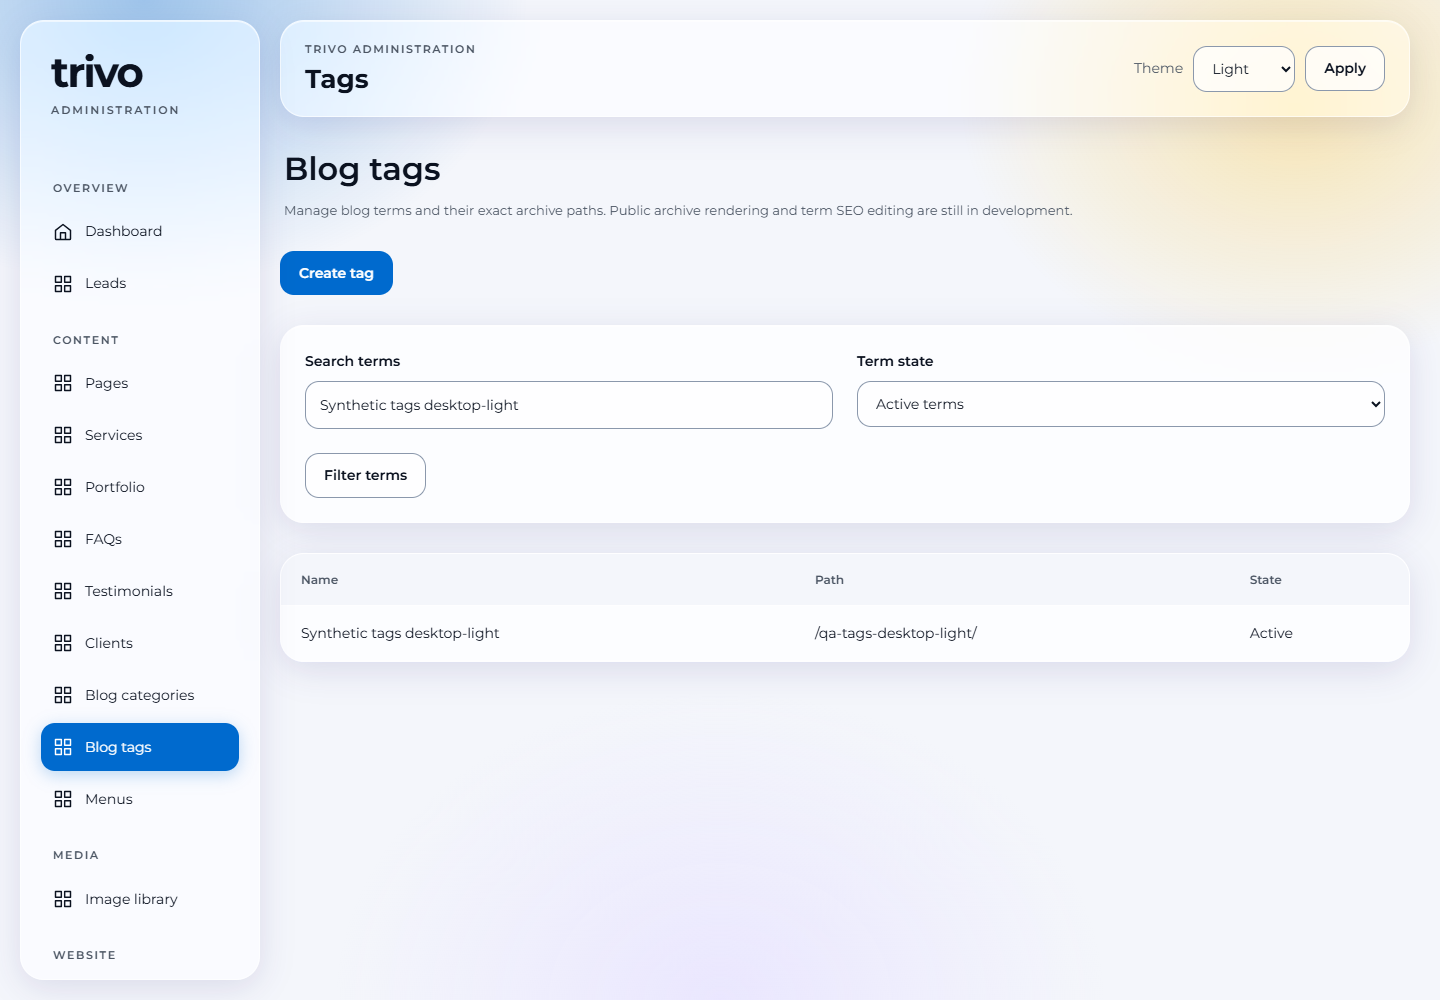 trivo
ADMINISTRATION
OVERVIEW
Dashboard
Leads
CONTENT
Pages
Services
Portfolio
FAQs
Testimonials
Clients
Blog categories
Blog tags
Menus
MEDIA
Image library
WEBSITE
TRIVO ADMINISTRATION
Tags
Theme
Light
Apply
Blog tags
Manage blog terms and their exact archive paths. Public archive rendering and term SEO editing are still in development.
Create tag
Search terms
Term state
Synthetic tags desktop-light
Active terms
Filter terms
Name Path State
Synthetic tags desktop-light /qa-tags-desktop-light/ Active